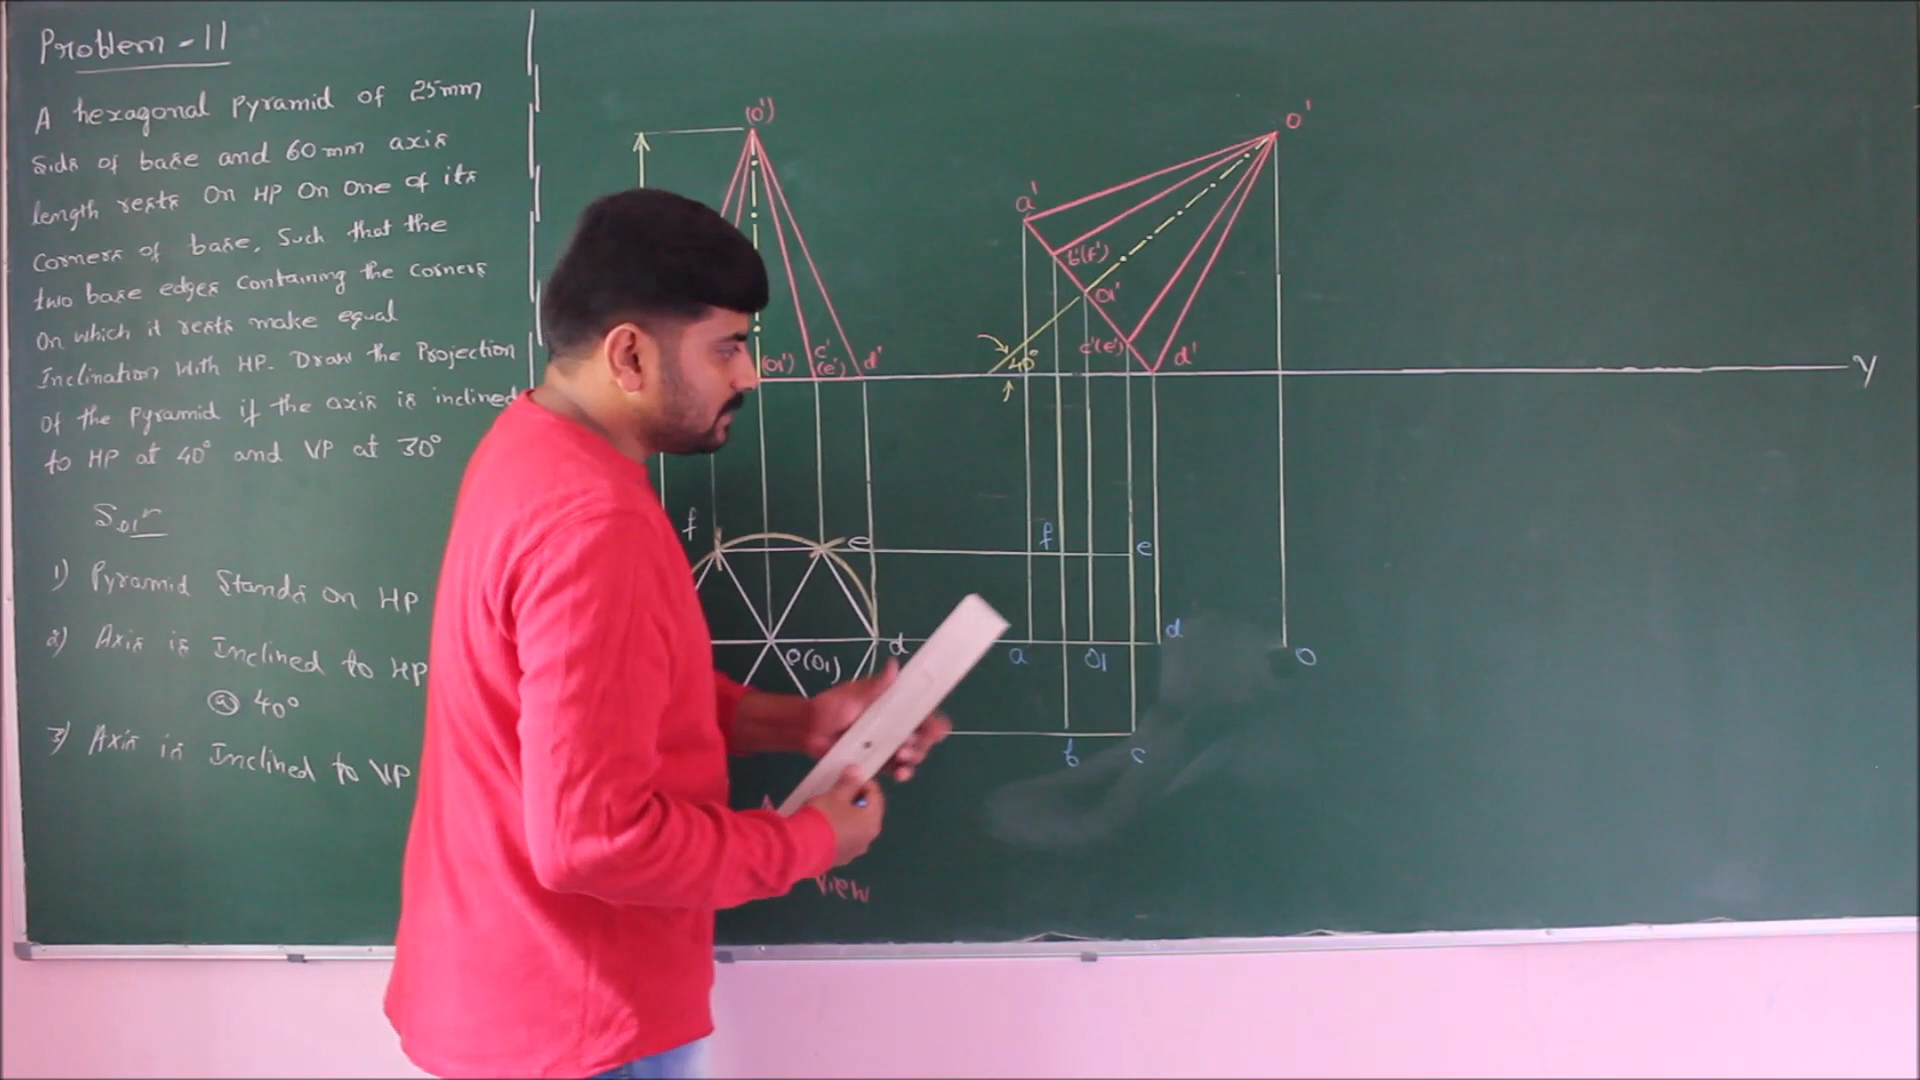 Problem - 11
A hexagonal pyramid of 25mm
side of base and 60mm axis
length rests on HP on one of its
corners of base, Such that the
two base edges containing the corners
on which it rests make equal
Inclination with HP. Draw the Projection
of the pyramid if the axis is inclined
to HP at 40° and VP at 30°
Solⁿ
1) Pyramid Stands on HP
2) Axis is Inclined to HP
@ 40°
3) Axis is Inclined to VP
(o')
(o1')
c'
(e')
d'
a'
b'(f')
o1'
c'(e')
d'
o'
40°
Y
f
e
d
o(o1)
f
e
a
o1
d
o
b
c
View